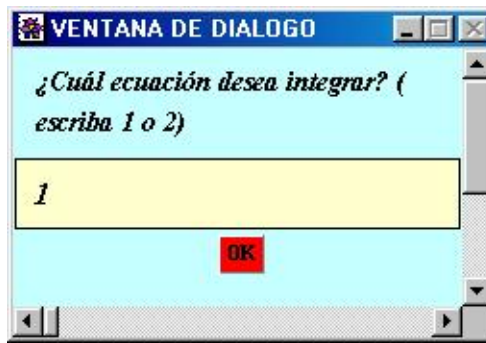 VENTANA DE DIALOGO
¿Cuál ecuación desea integrar? (
escriba 1 o 2)
1
OK